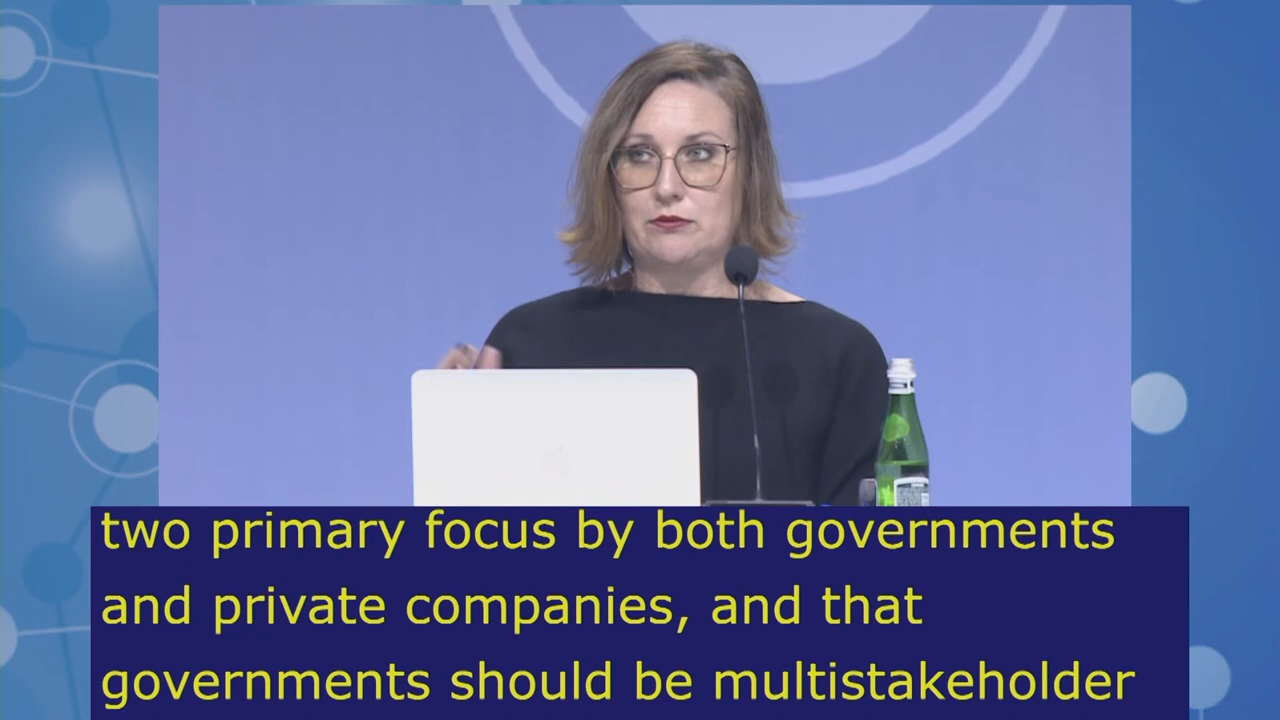 two primary focus by both governments
and private companies, and that
governments should be multistakeholder